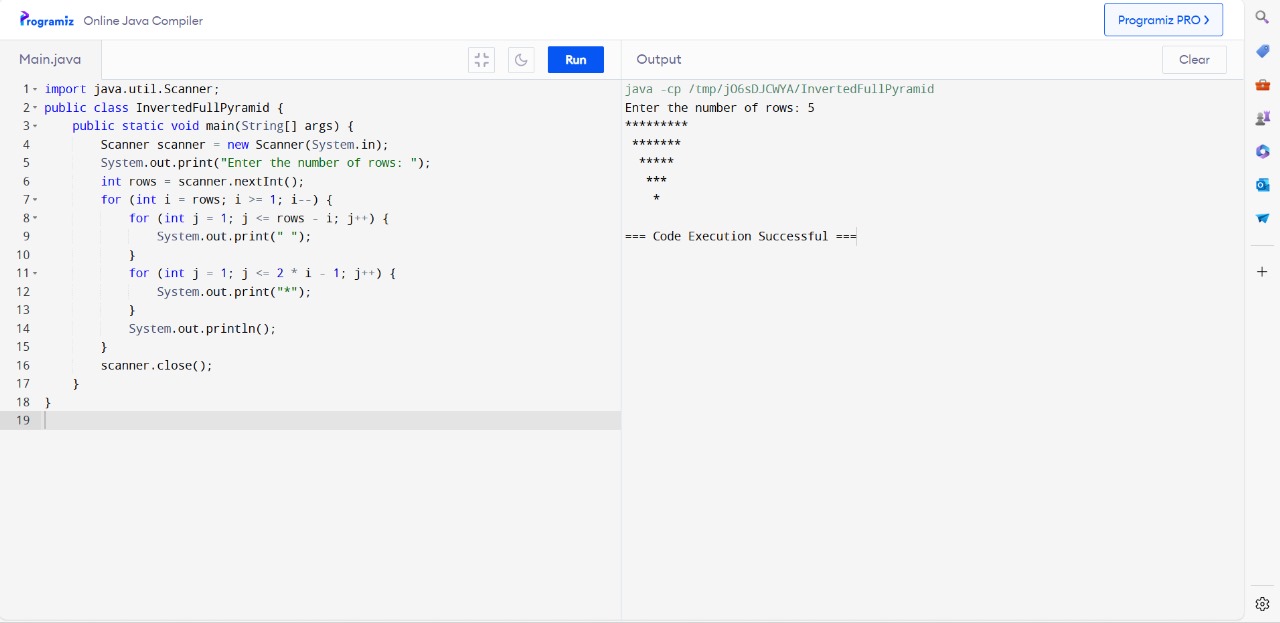 Programiz Online Java Compiler
Programiz PRO >
Main.java
Run
Output
Clear
1 import java.util.Scanner;
2 public class InvertedFullPyramid {
3     public static void main(String[] args) {
4         Scanner scanner = new Scanner(System.in);
5         System.out.print("Enter the number of rows: ");
6         int rows = scanner.nextInt();
7         for (int i = rows; i >= 1; i--) {
8             for (int j = 1; j <= rows - i; j++) {
9                 System.out.print(" ");
10             }
11             for (int j = 1; j <= 2 * i - 1; j++) {
12                 System.out.print("*");
13             }
14             System.out.println();
15         }
16         scanner.close();
17     }
18 }
19
java -cp /tmp/jO6sDJCWYA/InvertedFullPyramid
Enter the number of rows: 5
*********
 *******
  *****
   ***
    *
=== Code Execution Successful ===